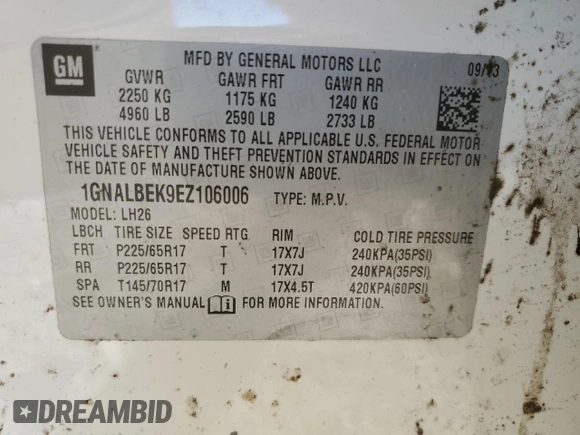 GM
MFD BY GENERAL MOTORS LLC
GVWR GAWR FRT GAWR RR 09/13
2250 KG 1175 KG 1240 KG
4960 LB 2590 LB 2733 LB
THIS VEHICLE CONFORMS TO ALL APPLICABLE U.S. FEDERAL MOTOR
VEHICLE SAFETY AND THEFT PREVENTION STANDARDS IN EFFECT ON
THE DATE OF MANUFACTURE SHOWN ABOVE.
1GNALBEK9EZ106006 TYPE: M.P.V.
MODEL: LH26
LBCH TIRE SIZE SPEED RTG RIM COLD TIRE PRESSURE
FRT P225/65R17 T 17X7J 240KPA(35PSI)
RR P225/65R17 T 17X7J 240KPA(35PSI)
SPA T145/70R17 M 17X4.5T 420KPA(60PSI)
SEE OWNER'S MANUAL FOR MORE INFORMATION.
DREAMBID